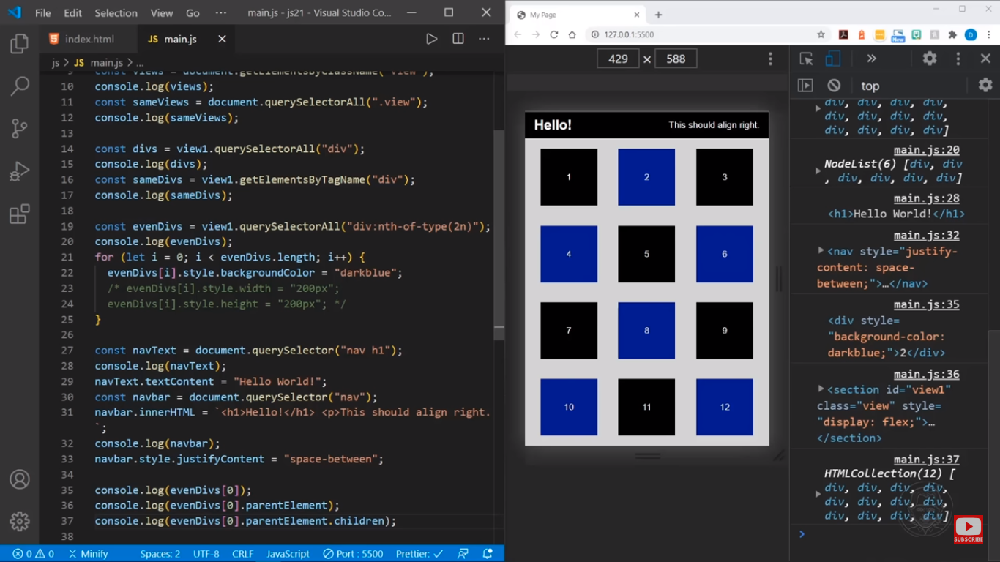 File Edit Selection View Go ··· main.js - js21 - Visual Studio Co...
index.html JS main.js
js > JS main.js > ...
9 const views = document.getElementsByClassName("view");
10 console.log(views);
11 const sameViews = document.querySelectorAll(".view");
12 console.log(sameViews);
13
14 const divs = view1.querySelectorAll("div");
15 console.log(divs);
16 const sameDivs = view1.getElementsByTagName("div");
17 console.log(sameDivs);
18
19 const evenDivs = view1.querySelectorAll("div:nth-of-type(2n)");
20 console.log(evenDivs);
21 for (let i = 0; i < evenDivs.length; i++) {
22 evenDivs[i].style.backgroundColor = "darkblue";
23 /* evenDivs[i].style.width = "200px";
24 evenDivs[i].style.height = "200px"; */
25 }
26
27 const navText = document.querySelector("nav h1");
28 console.log(navText);
29 navText.textContent = "Hello World!";
30 const navbar = document.querySelector("nav");
31 navbar.innerHTML = `<h1>Hello!</h1> <p>This should align right.
`;
32 console.log(navbar);
33 navbar.style.justifyContent = "space-between";
34
35 console.log(evenDivs[0]);
36 console.log(evenDivs[0].parentElement);
37 console.log(evenDivs[0].parentElement.children);
38
0 0 Minify Spaces: 2 UTF-8 CRLF JavaScript Port : 5500 Prettier: ✓
My Page
127.0.0.1:5500
New
D
429 × 588
Hello! This should align right.
1 2 3
4 5 6
7 8 9
10 11 12
top
div, div, div, div,
div, div, div, div,
div, div, div, div]
main.js:20
NodeList(6) [div, div
, div, div, div, div]
main.js:28
<h1>Hello World!</h1>
main.js:32
<nav style="justify-
content: space-
between;">…</nav>
main.js:35
<div style=
"background-color:
darkblue;">2</div>
main.js:36
<section id="view1"
class="view" style=
"display: flex;">…
</section>
main.js:37
HTMLCollection(12) [
div, div, div, div,
div, div, div, div,
div, div, div, div]
>
SUBSCRIBE